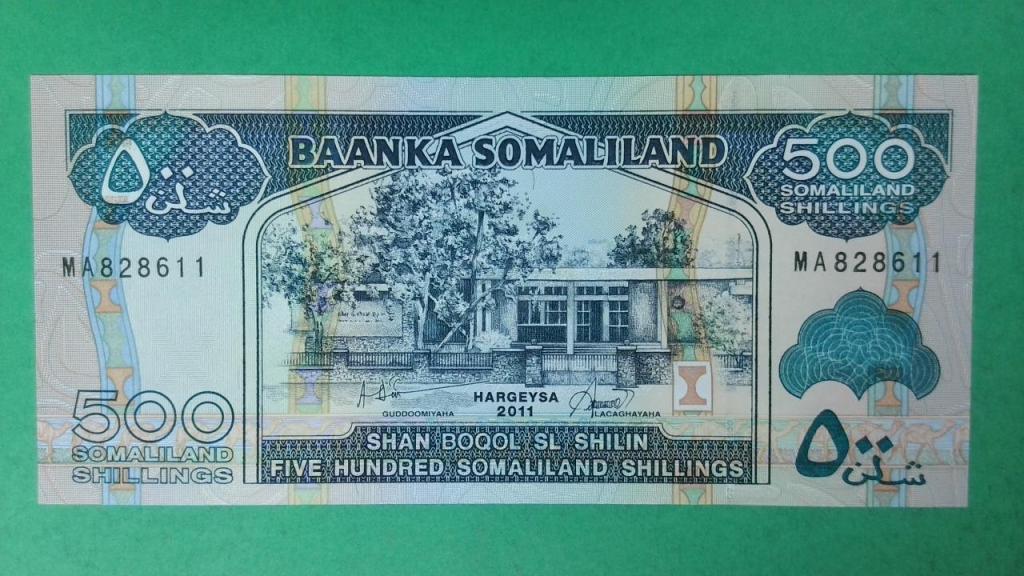 BAANKA SOMALILAND
٥٠٠
شلن
500
SOMALILAND
SHILLINGS
MA828611
MA828611
HARGEYSA
2011
GUDDOOMIYAHA
LACAGHAYAHA
500
SOMALILAND
SHILLINGS
SHAN BOQOL SL SHILIN
FIVE HUNDRED SOMALILAND SHILLINGS
٥٠٠
شلن